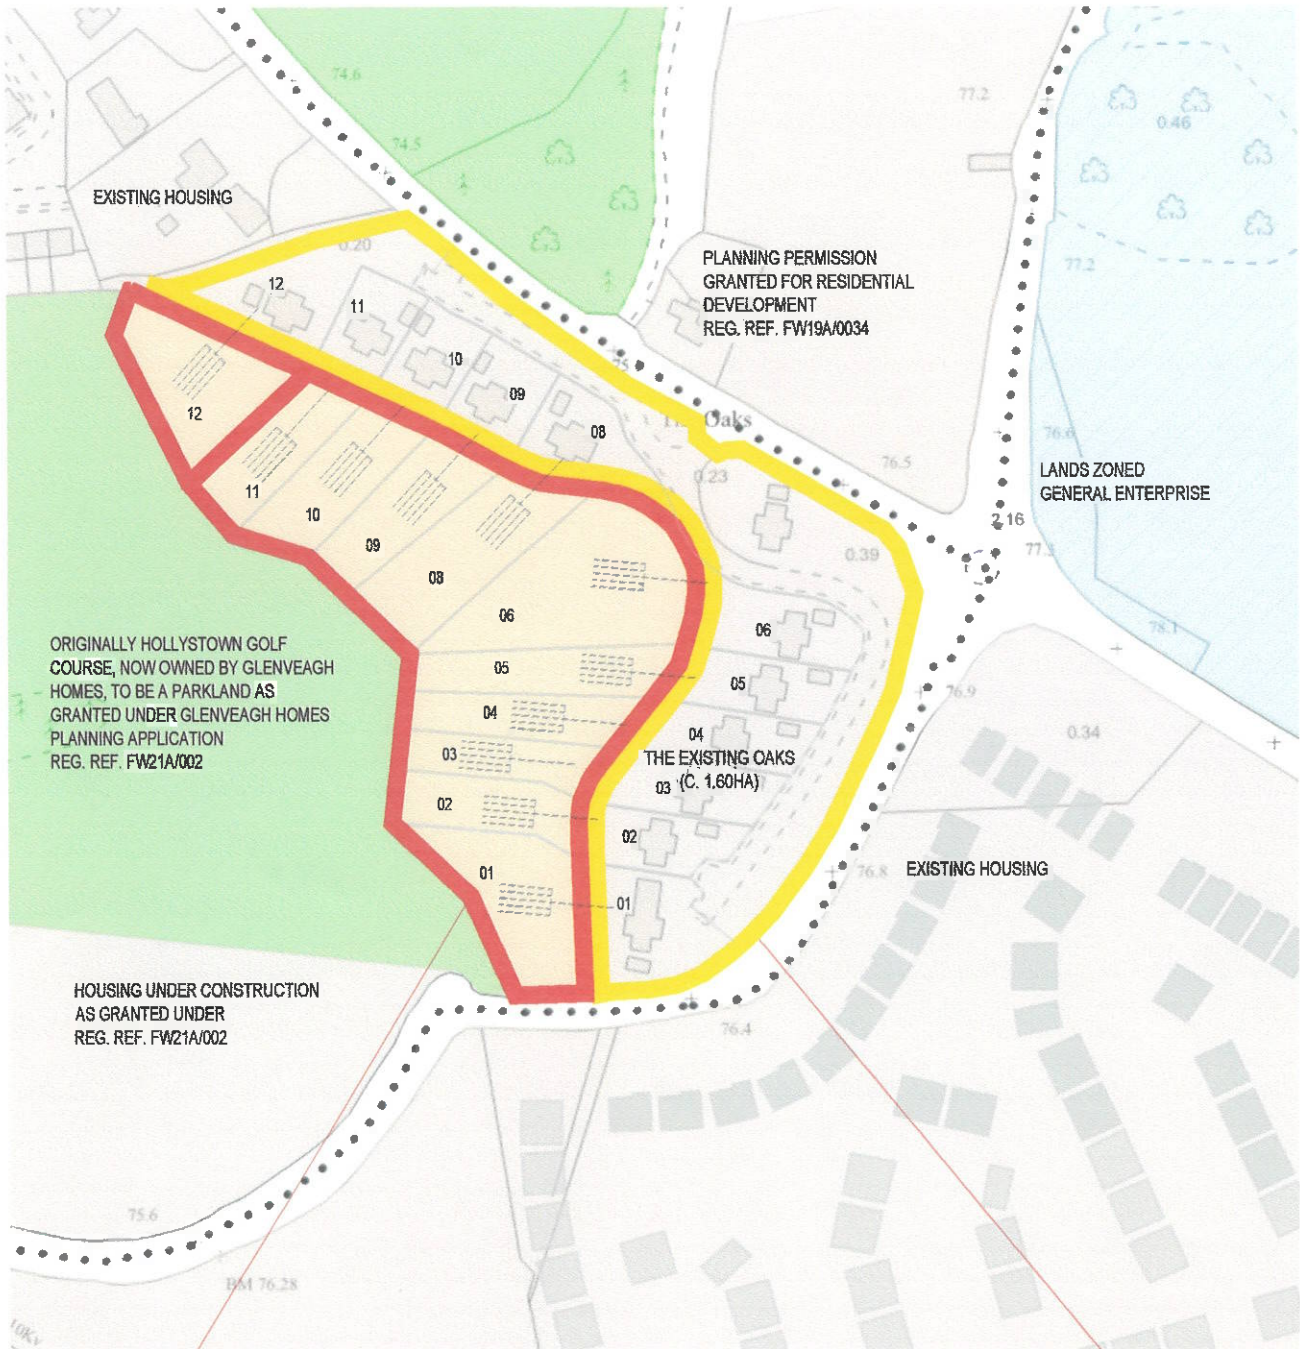 74.6
77.2
0.46
74.5
EXISTING HOUSING
0.20
PLANNING PERMISSION
GRANTED FOR RESIDENTIAL
DEVELOPMENT
REG. REF. FW19A/0034
77.2
12
11
10
09
08
75
Oaks
12
11
10
09
08
06
0.23
76.5
76.6
LANDS ZONED
GENERAL ENTERPRISE
2.16
77.3
0.39
78.1
ORIGINALLY HOLLYSTOWN GOLF
COURSE, NOW OWNED BY GLENVEAGH
HOMES, TO BE A PARKLAND AS
GRANTED UNDER GLENVEAGH HOMES
PLANNING APPLICATION
REG. REF. FW21A/002
05
04
03
02
01
06
05
04
THE EXISTING OAKS
03 (C. 1.60HA)
02
01
76.9
0.34
76.8
EXISTING HOUSING
HOUSING UNDER CONSTRUCTION
AS GRANTED UNDER
REG. REF. FW21A/002
76.4
75.6
BM 76.28
10Kv